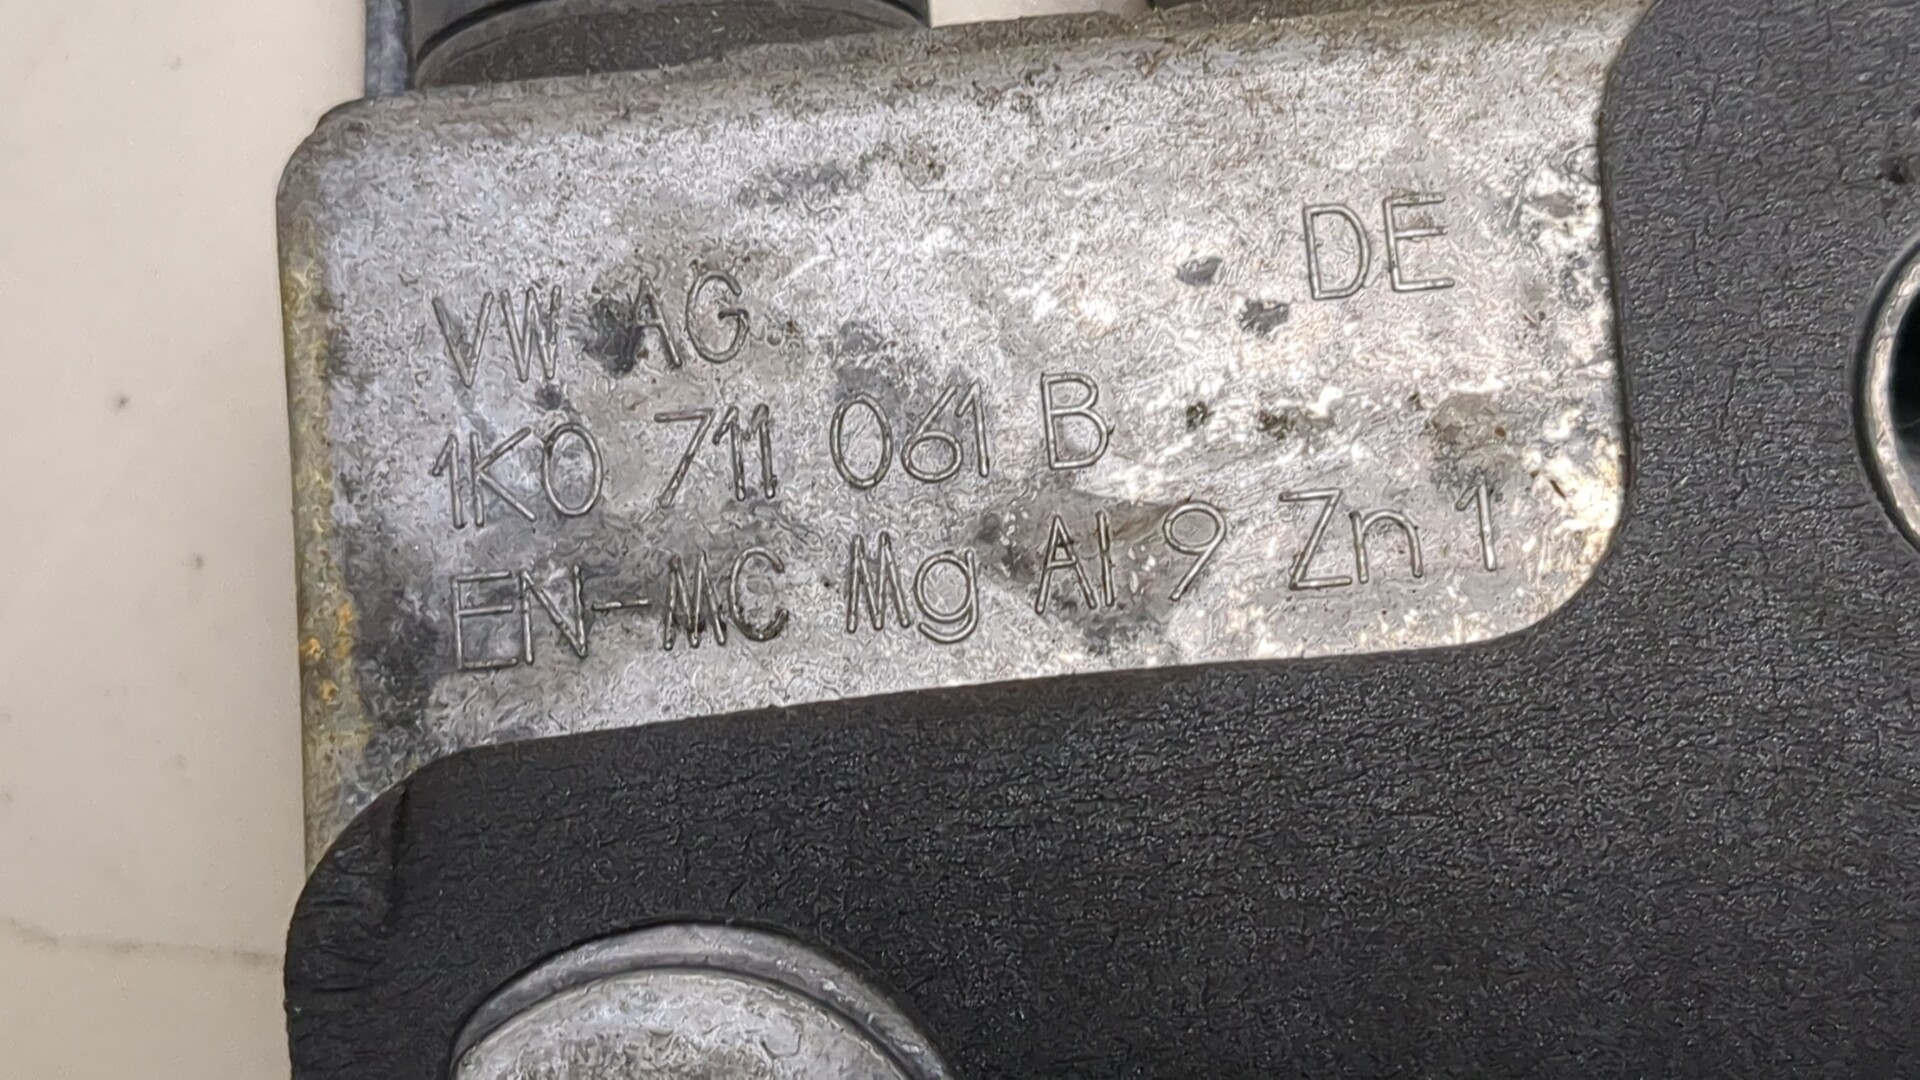 DE
VW AG
1K0 711 061 B
EN-MC Mg Al 9 Zn 1